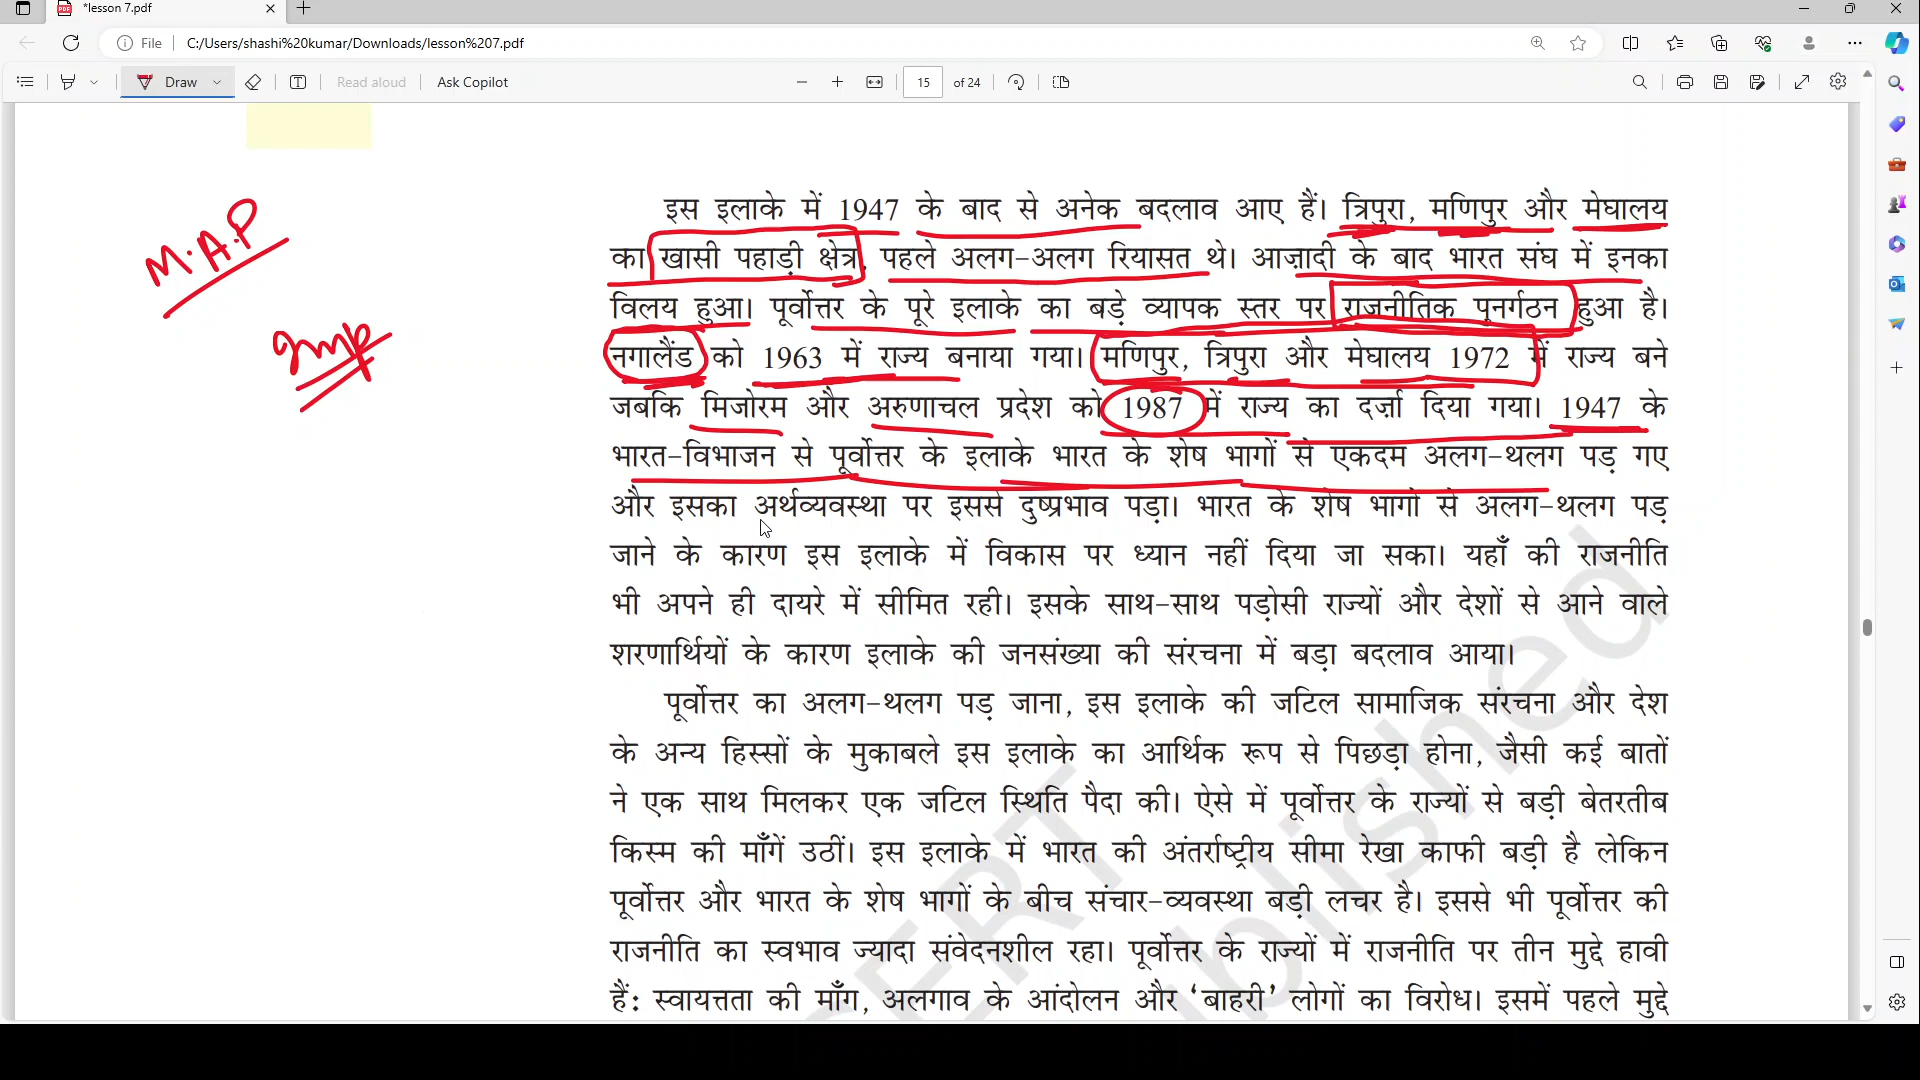 *lesson 7.pdf
File C:/Users/shashi%20kumar/Downloads/lesson%207.pdf
Draw Read aloud Ask Copilot 15 of 24
M.A.P
Imp
इस इलाके में 1947 के बाद से अनेक बदलाव आए हैं। त्रिपुरा, मणिपुर और मेघालय
का खासी पहाड़ी क्षेत्र, पहले अलग-अलग रियासत थे। आज़ादी के बाद भारत संघ में इनका
विलय हुआ। पूर्वोत्तर के पूरे इलाके का बड़े व्यापक स्तर पर राजनीतिक पुनर्गठन हुआ है।
नगालैंड को 1963 में राज्य बनाया गया। मणिपुर, त्रिपुरा और मेघालय 1972 में राज्य बने
जबकि मिजोरम और अरुणाचल प्रदेश को 1987 में राज्य का दर्ज़ा दिया गया। 1947 के
भारत-विभाजन से पूर्वोत्तर के इलाके भारत के शेष भागों से एकदम अलग-थलग पड़ गए
और इसका अर्थव्यवस्था पर इससे दुष्प्रभाव पड़ा। भारत के शेष भागों से अलग-थलग पड़
जाने के कारण इस इलाके में विकास पर ध्यान नहीं दिया जा सका। यहाँ की राजनीति
भी अपने ही दायरे में सीमित रही। इसके साथ-साथ पड़ोसी राज्यों और देशों से आने वाले
शरणार्थियों के कारण इलाके की जनसंख्या की संरचना में बड़ा बदलाव आया।
पूर्वोत्तर का अलग-थलग पड़ जाना, इस इलाके की जटिल सामाजिक संरचना और देश
के अन्य हिस्सों के मुकाबले इस इलाके का आर्थिक रूप से पिछड़ा होना, जैसी कई बातों
ने एक साथ मिलकर एक जटिल स्थिति पैदा की। ऐसे में पूर्वोत्तर के राज्यों से बड़ी बेतरतीब
किस्म की माँगें उठीं। इस इलाके में भारत की अंतर्राष्ट्रीय सीमा रेखा काफी बड़ी है लेकिन
पूर्वोत्तर और भारत के शेष भागों के बीच संचार-व्यवस्था बड़ी लचर है। इससे भी पूर्वोत्तर की
राजनीति का स्वभाव ज्यादा संवेदनशील रहा। पूर्वोत्तर के राज्यों में राजनीति पर तीन मुद्दे हावी
हैं: स्वायत्तता की माँग, अलगाव के आंदोलन और 'बाहरी' लोगों का विरोध। इसमें पहले मुद्दे